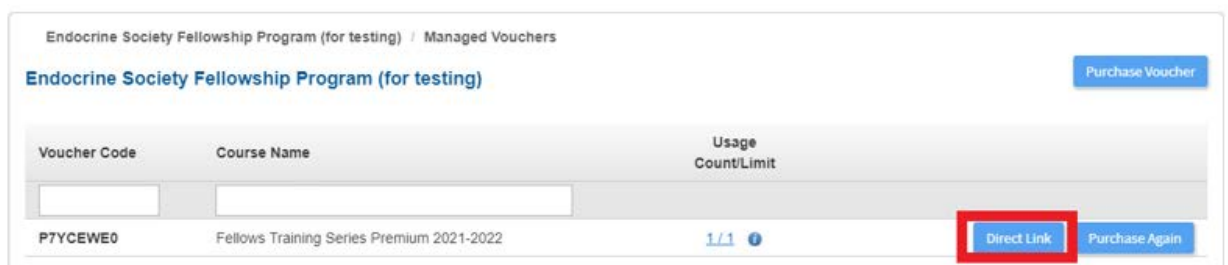 Endocrine Society Fellowship Program (for testing) / Managed Vouchers
Endocrine Society Fellowship Program (for testing)
Purchase Voucher
Voucher Code Course Name Usage Count/Limit
P7YCEWE0 Fellows Training Series Premium 2021-2022 1 / 1 i Direct Link Purchase Again